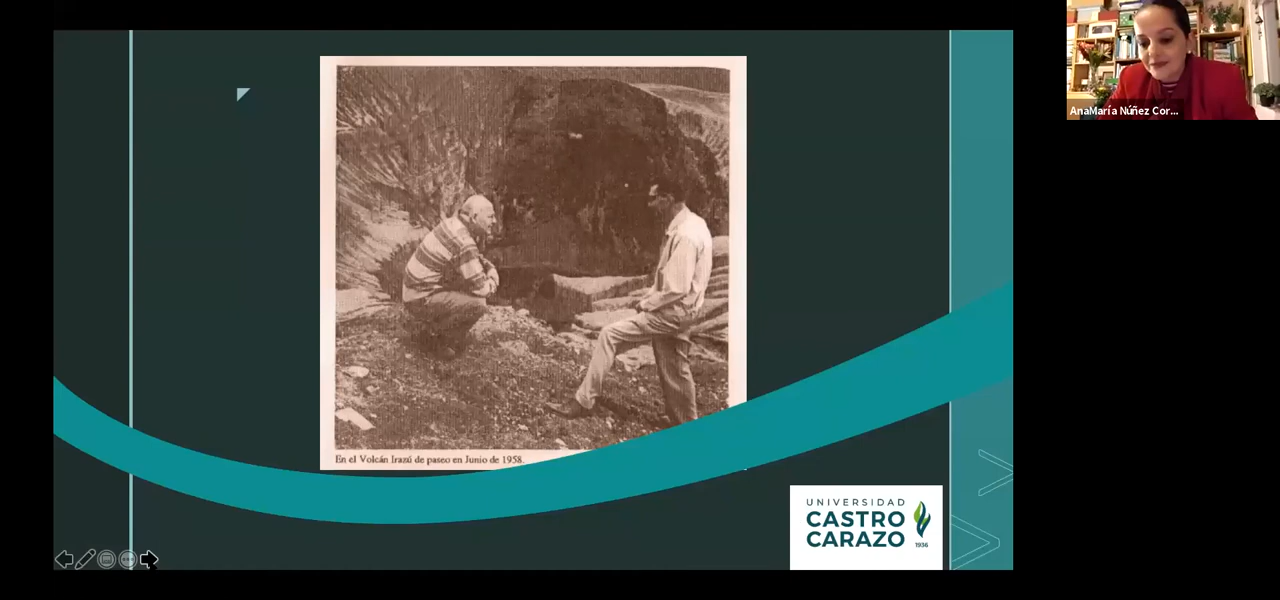 AnaMaría Núñez Cor...
En el Volcán Irazú de paseo en Junio de 1958.
UNIVERSIDAD
CASTRO
CARAZO
1936